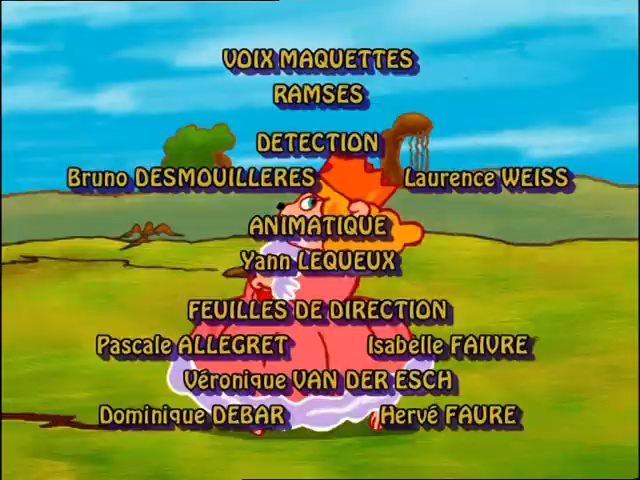 VOIX MAQUETTES
RAMSES
DETECTION
Bruno DESMOUILLERES Laurence WEISS
ANIMATIQUE
Yann LEQUEUX
FEUILLES DE DIRECTION
Pascale ALLEGRET Isabelle FAIVRE
Véronique VAN DER ESCH
Dominique DEBAR Hervé FAURE